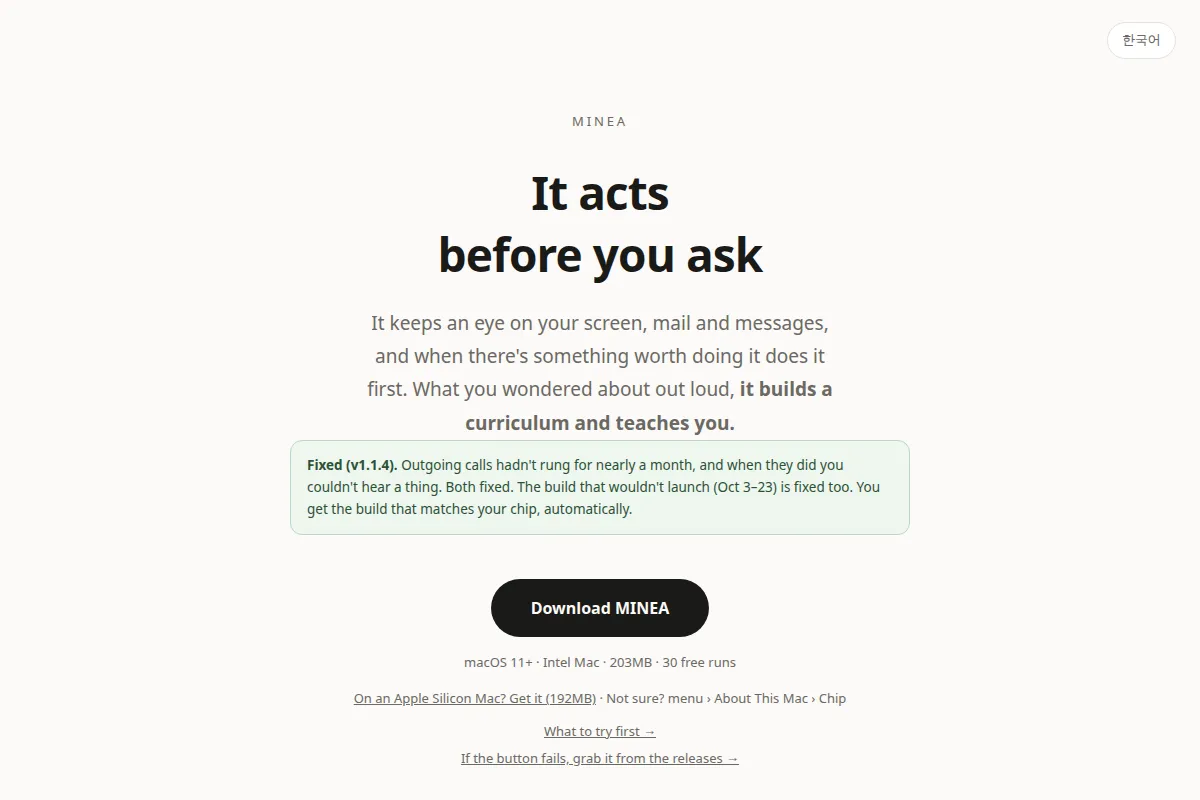 한국어
MINEA
It acts
before you ask
It keeps an eye on your screen, mail and messages,
and when there's something worth doing it does it
first. What you wondered about out loud, it builds a
curriculum and teaches you.
Fixed (v1.1.4). Outgoing calls hadn't rung for nearly a month, and when they did you
couldn't hear a thing. Both fixed. The build that wouldn't launch (Oct 3–23) is fixed too. You
get the build that matches your chip, automatically.
Download MINEA
macOS 11+ · Intel Mac · 203MB · 30 free runs
On an Apple Silicon Mac? Get it (192MB) · Not sure? menu › About This Mac › Chip
What to try first →
If the button fails, grab it from the releases →